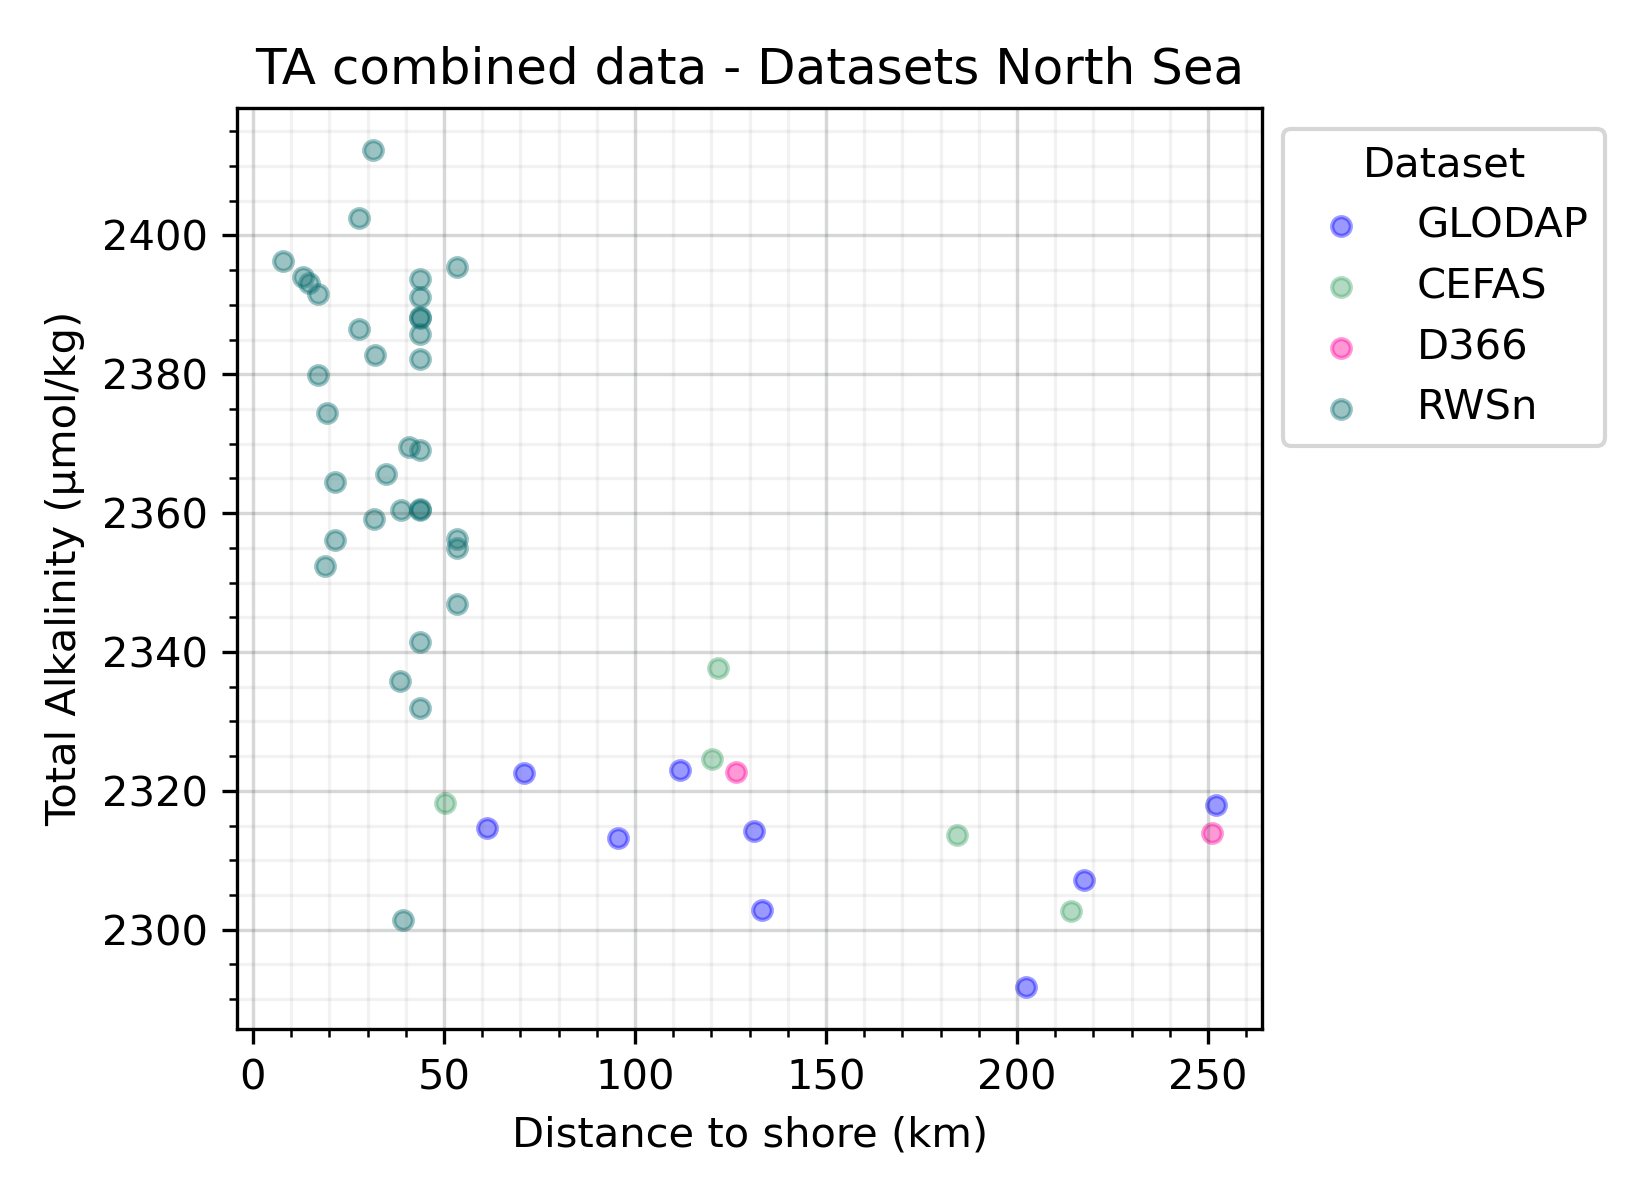 TA combined data - Datasets North Sea
Total Alkalinity (µmol/kg)
2400
2380
2360
2340
2320
2300
0 50 100 150 200 250
Distance to shore (km)
Dataset
GLODAP
CEFAS
D366
RWSn